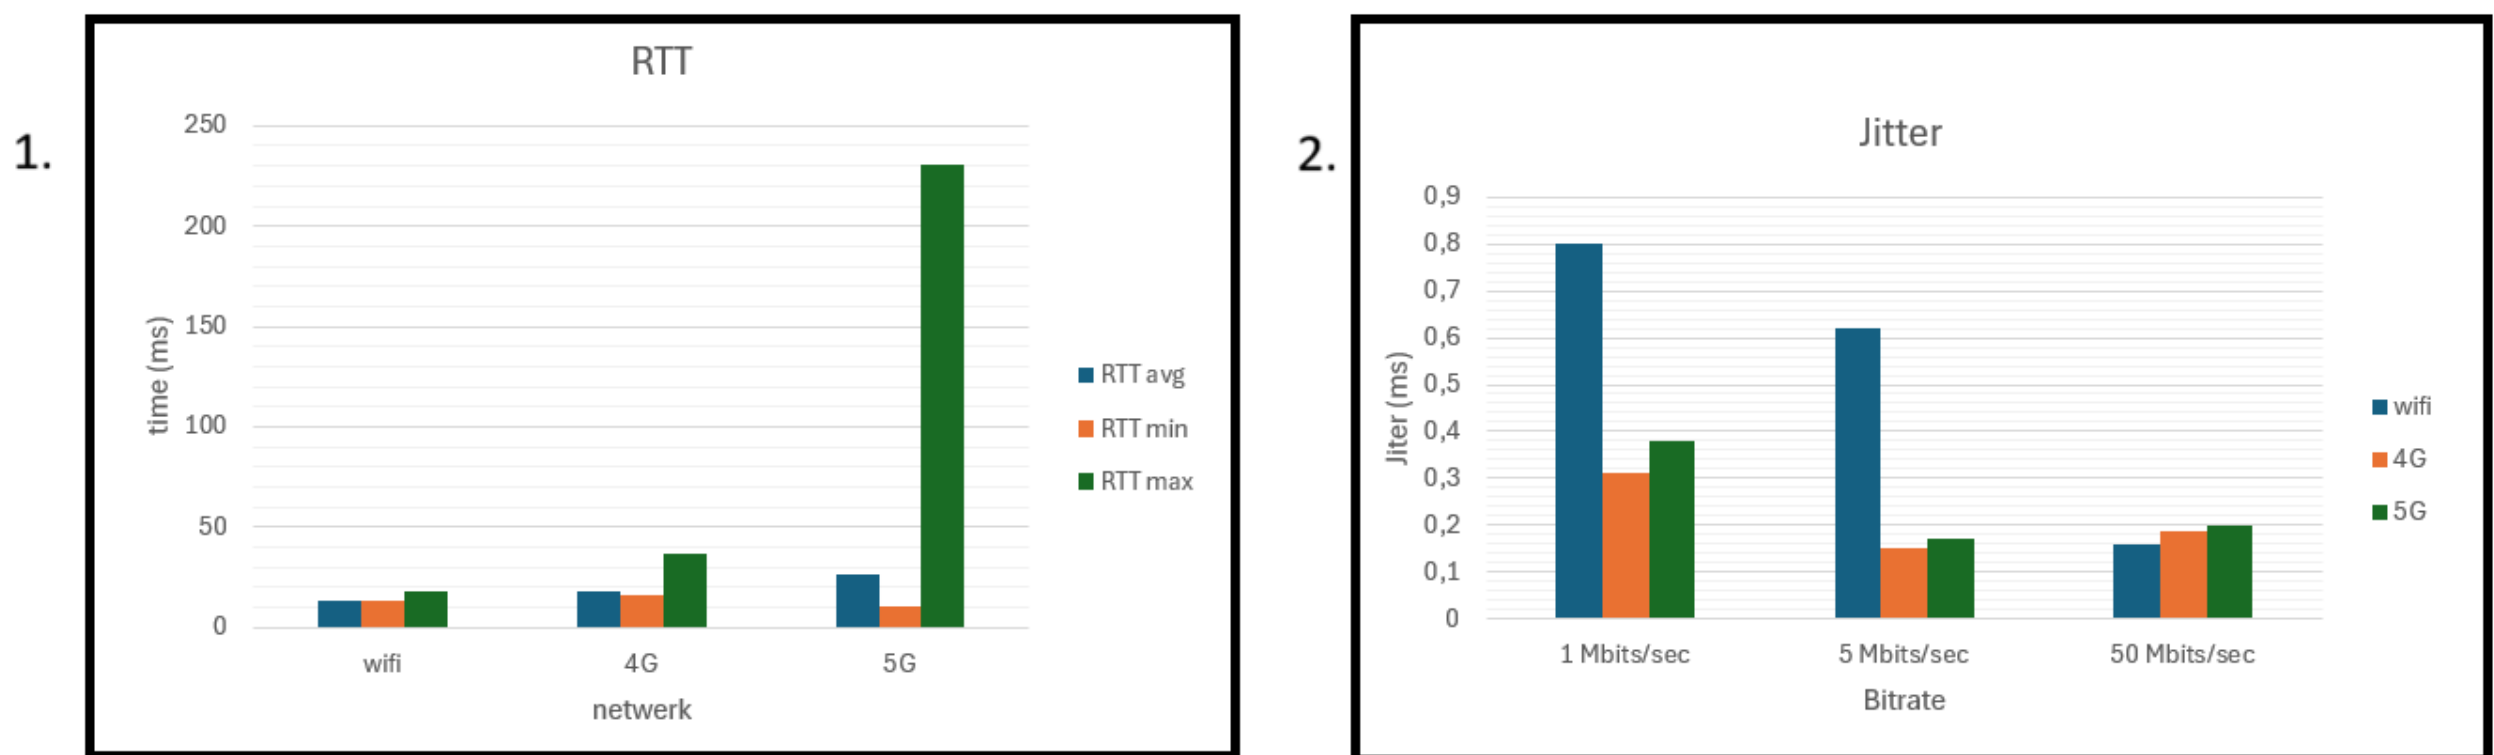 1.
RTT
250
200
150
100
50
0
time (ms)
wifi
4G
5G
netwerk
RTT avg
RTT min
RTT max
2.
Jitter
0,9
0,8
0,7
0,6
0,5
0,4
0,3
0,2
0,1
0
Jiter (ms)
1 Mbits/sec
5 Mbits/sec
50 Mbits/sec
Bitrate
wifi
4G
5G